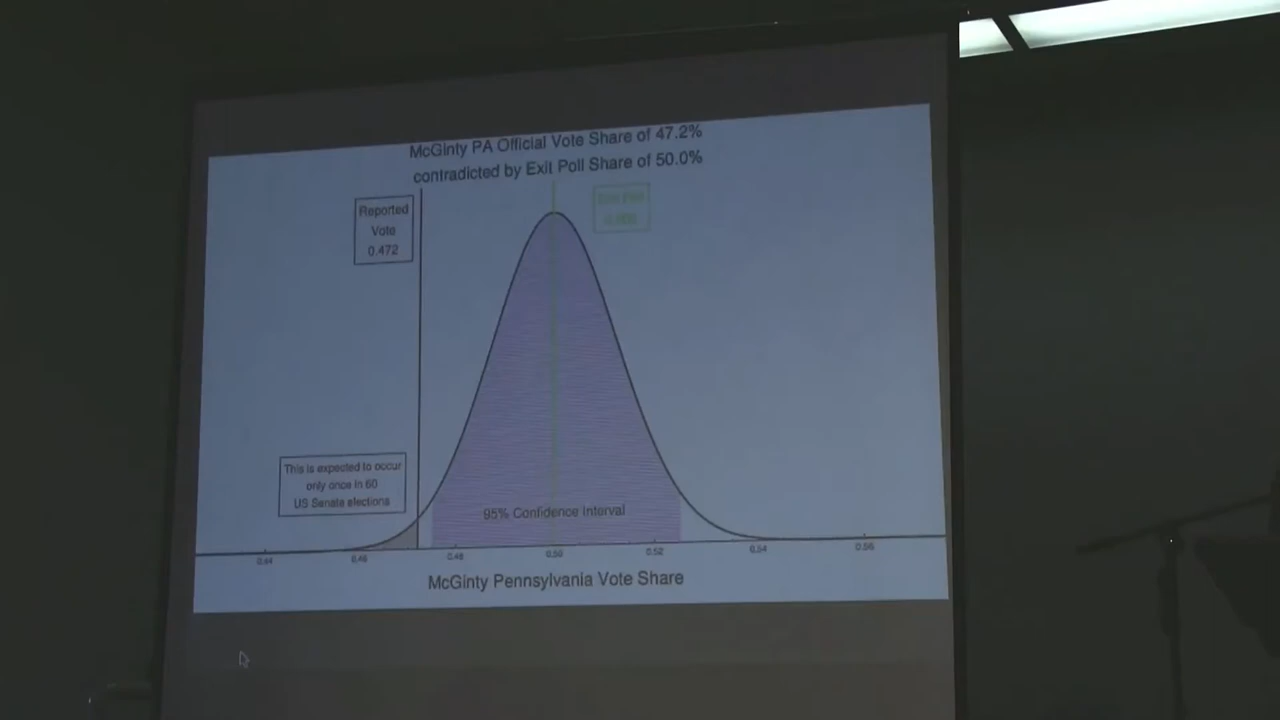 McGinty PA Official Vote Share of 47.2%
contradicted by Exit Poll Share of 50.0%
Reported
Vote
0.472
Exit Poll
This is expected to occur
only once in 60
US Senate elections
95% Confidence Interval
0.44 0.46 0.48 0.50 0.52 0.54 0.56
McGinty Pennsylvania Vote Share